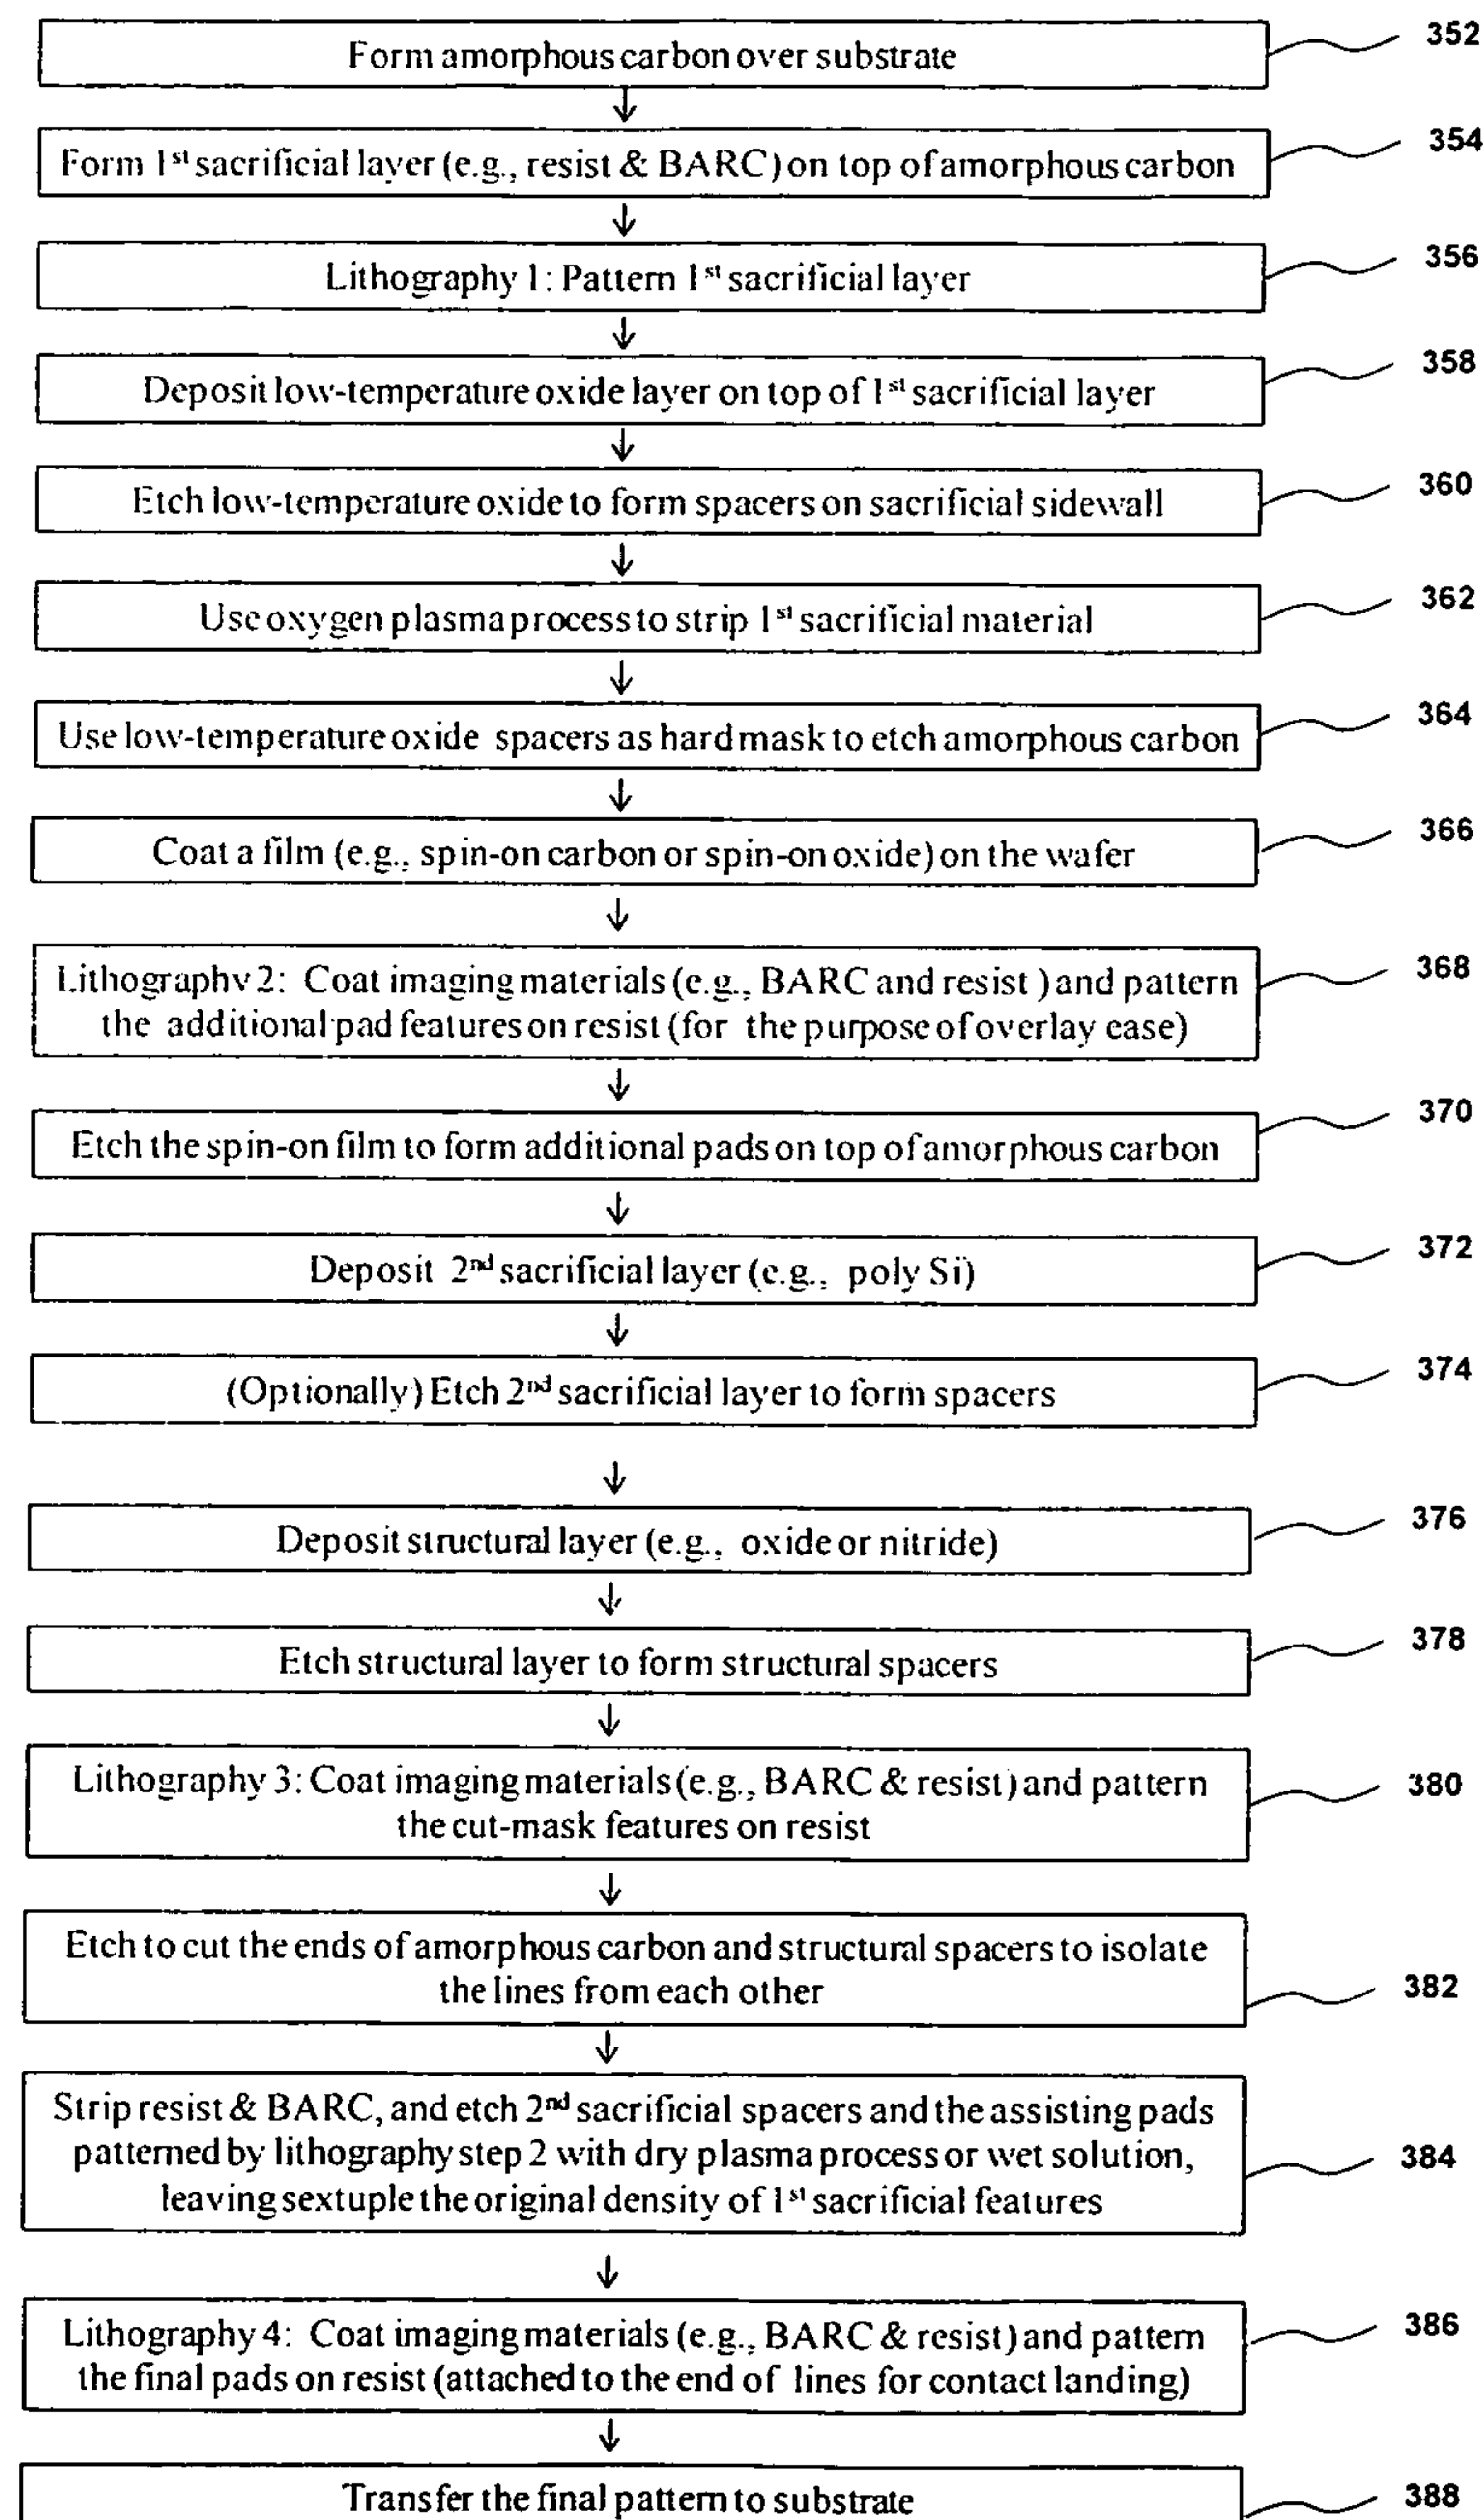 Form amorphous carbon over substrate 352
Form 1st sacrificial layer (e.g., resist & BARC) on top of amorphous carbon 354
Lithography 1: Pattern 1st sacrificial layer 356
Deposit low-temperature oxide layer on top of 1st sacrificial layer 358
Etch low-temperature oxide to form spacers on sacrificial sidewall 360
Use oxygen plasma process to strip 1st sacrificial material 362
Use low-temperature oxide spacers as hard mask to etch amorphous carbon 364
Coat a film (e.g., spin-on carbon or spin-on oxide) on the wafer 366
Lithography 2: Coat imaging materials (e.g., BARC and resist ) and pattern 368
the additional pad features on resist (for the purpose of overlay ease)
Etch the spin-on film to form additional pads on top of amorphous carbon 370
Deposit 2nd sacrificial layer (e.g., poly Si) 372
(Optionally) Etch 2nd sacrificial layer to form spacers 374
Deposit structural layer (e.g., oxide or nitride) 376
Etch structural layer to form structural spacers 378
Lithography 3: Coat imaging materials (e.g., BARC & resist) and pattern 380
the cut-mask features on resist
Etch to cut the ends of amorphous carbon and structural spacers to isolate
the lines from each other 382
Strip resist & BARC, and etch 2nd sacrificial spacers and the assisting pads
patterned by lithography step 2 with dry plasma process or wet solution, 384
leaving sextuple the original density of 1st sacrificial features
Lithography 4: Coat imaging materials (e.g., BARC & resist) and pattern 386
the final pads on resist (attached to the end of lines for contact landing)
Transfer the final pattern to substrate 388